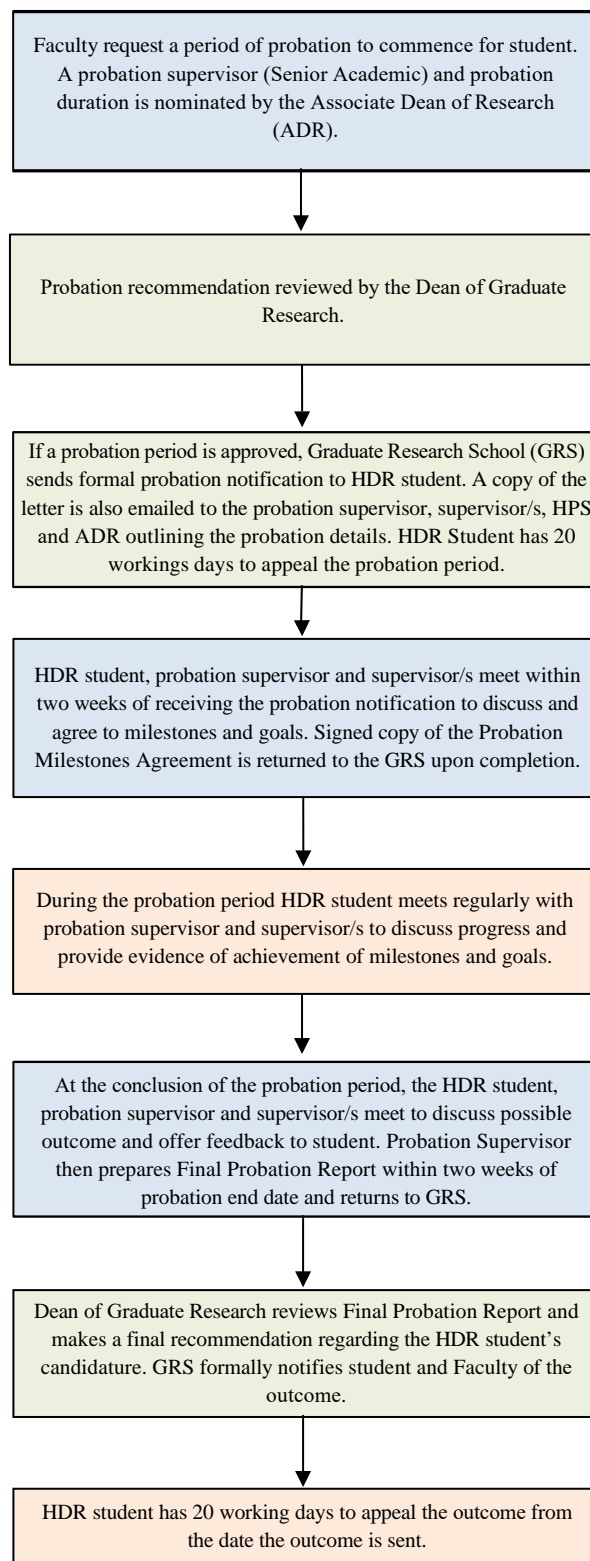 Faculty request a period of probation to commence for student.
A probation supervisor (Senior Academic) and probation
duration is nominated by the Associate Dean of Research
(ADR).
Probation recommendation reviewed by the Dean of Graduate
Research.
If a probation period is approved, Graduate Research School (GRS)
sends formal probation notification to HDR student. A copy of the
letter is also emailed to the probation supervisor, supervisor/s, HPS
and ADR outlining the probation details. HDR Student has 20
workings days to appeal the probation period.
HDR student, probation supervisor and supervisor/s meet within
two weeks of receiving the probation notification to discuss and
agree to milestones and goals. Signed copy of the Probation
Milestones Agreement is returned to the GRS upon completion.
During the probation period HDR student meets regularly with
probation supervisor and supervisor/s to discuss progress and
provide evidence of achievement of milestones and goals.
At the conclusion of the probation period, the HDR student,
probation supervisor and supervisor/s meet to discuss possible
outcome and offer feedback to student. Probation Supervisor
then prepares Final Probation Report within two weeks of
probation end date and returns to GRS.
Dean of Graduate Research reviews Final Probation Report and
makes a final recommendation regarding the HDR student’s
candidature. GRS formally notifies student and Faculty of the
outcome.
HDR student has 20 working days to appeal the outcome from
the date the outcome is sent.